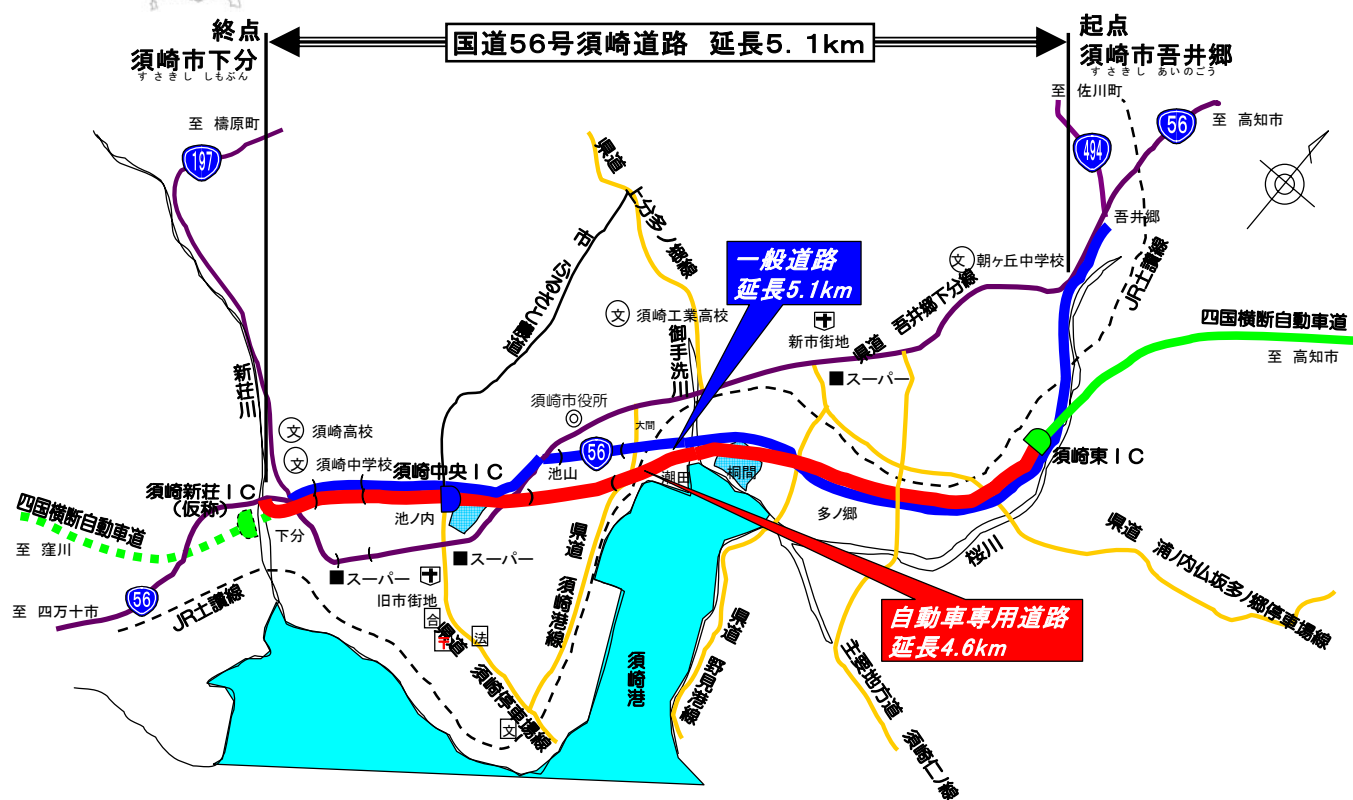 終点
須崎市下分
すさきし しもぶん
国道56号須崎道路 延長5.1km
起点
須崎市吾井郷
すさきし あいのごう
至 佐川町
至 檮原町
197
県道 上分多ノ郷線
494
56
至 高知市
吾井郷
市
一般道路
延長5.1km
文 朝ヶ丘中学校
JR土讃線
県道 吾井郷下分線
四国横断自動車道
至 高知市
文 須崎工業高校
御手洗川
新市街地
■スーパー
新荘川
須崎市役所
大間
文 須崎高校
文 須崎中学校
須崎中央IC
池山
56
潮田
桐間
須崎東IC
須崎新荘IC
(仮称)
四国横断自動車道
至 窪川
下分
池ノ内
多ノ郷
桜川
県道 浦ノ内仏坂多ノ郷停車場線
■スーパー
■スーパー
旧市街地
56
至 四万十市
JR土讃線
合
法
県道 須崎停車場線
文
県道 須崎港線
須崎港
県道 野見港線
自動車専用道路
延長4.6km
主要地方道 須崎仁ノ線